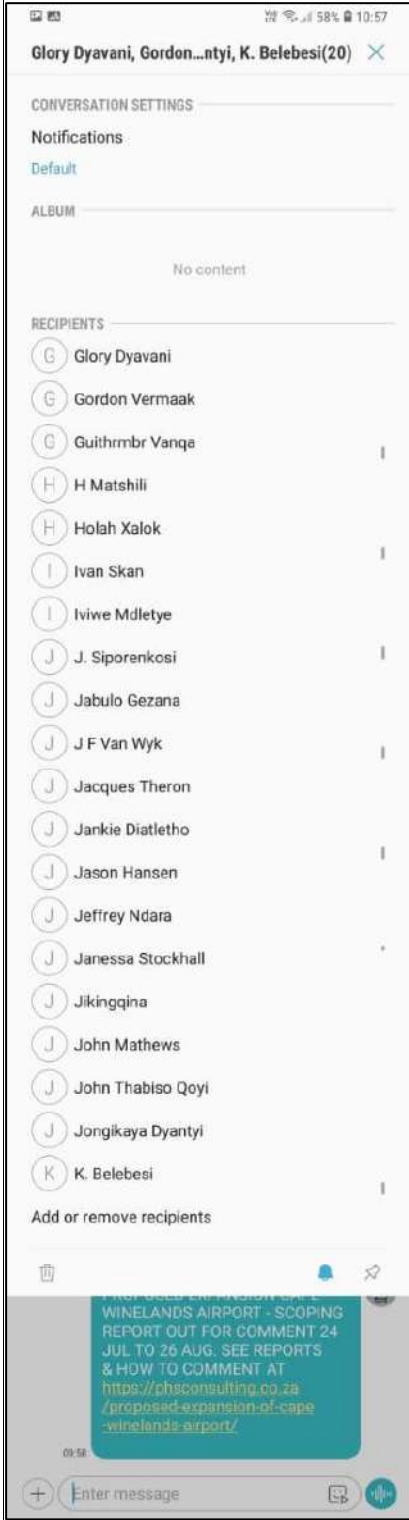 58% 10:57
Glory Dyavani, Gordon...ntyi, K. Belebesi(20)
CONVERSATION SETTINGS
Notifications
Default
ALBUM
No content
RECIPIENTS
G Glory Dyavani
G Gordon Vermaak
G Guithrmbr Vanqa
H H Matshili
H Holah Xalok
I Ivan Skan
I Iviwe Mdletye
J J. Siporenkosi
J Jabulo Gezana
J J F Van Wyk
J Jacques Theron
J Jankie Diatletho
J Jason Hansen
J Jeffrey Ndara
J Janessa Stockhall
J Jikingqina
J John Mathews
J John Thabiso Qoyi
J Jongikaya Dyantyi
K K. Belebesi
Add or remove recipients
PROPOSED EXPANSION CAPE
WINELANDS AIRPORT - SCOPING
REPORT OUT FOR COMMENT 24
JUL TO 26 AUG. SEE REPORTS
& HOW TO COMMENT AT
https://phsconsulting.co.za
/proposed-expansion-of-cape
-winelands-airport/
09:58
Enter message